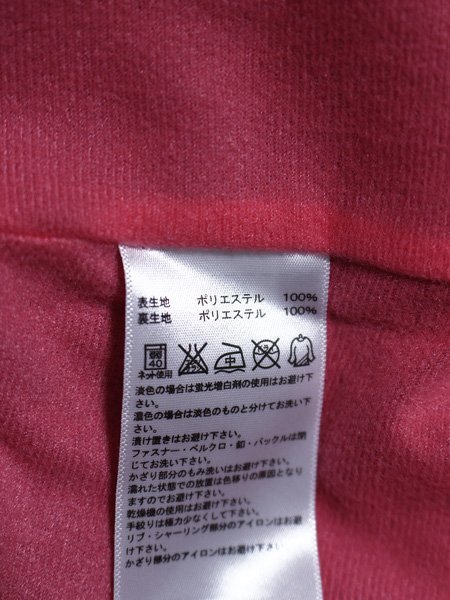 表生地 ポリエステル 100%
裏生地 ポリエステル 100%
弱
40
中
ネット使用
淡色の場合は蛍光増白剤の使用はお避け下
さい。
濃色の場合は淡色のものと分けてお洗い下
さい。
漬け置きはお避け下さい。
ファスナー・ベルクロ・釦・バックルは閉
じてお洗い下さい。
かざり部分のもみ洗いはお避け下さい。
濡れた状態での放置は色移りの原因となり
ますのでお避け下さい。
乾燥機の使用はお避け下さい。
手絞りは極力少なくして下さい。
リブ・シャーリング部分のアイロンはお避け
下さい。
かざり部分のアイロンはお避け下さい。